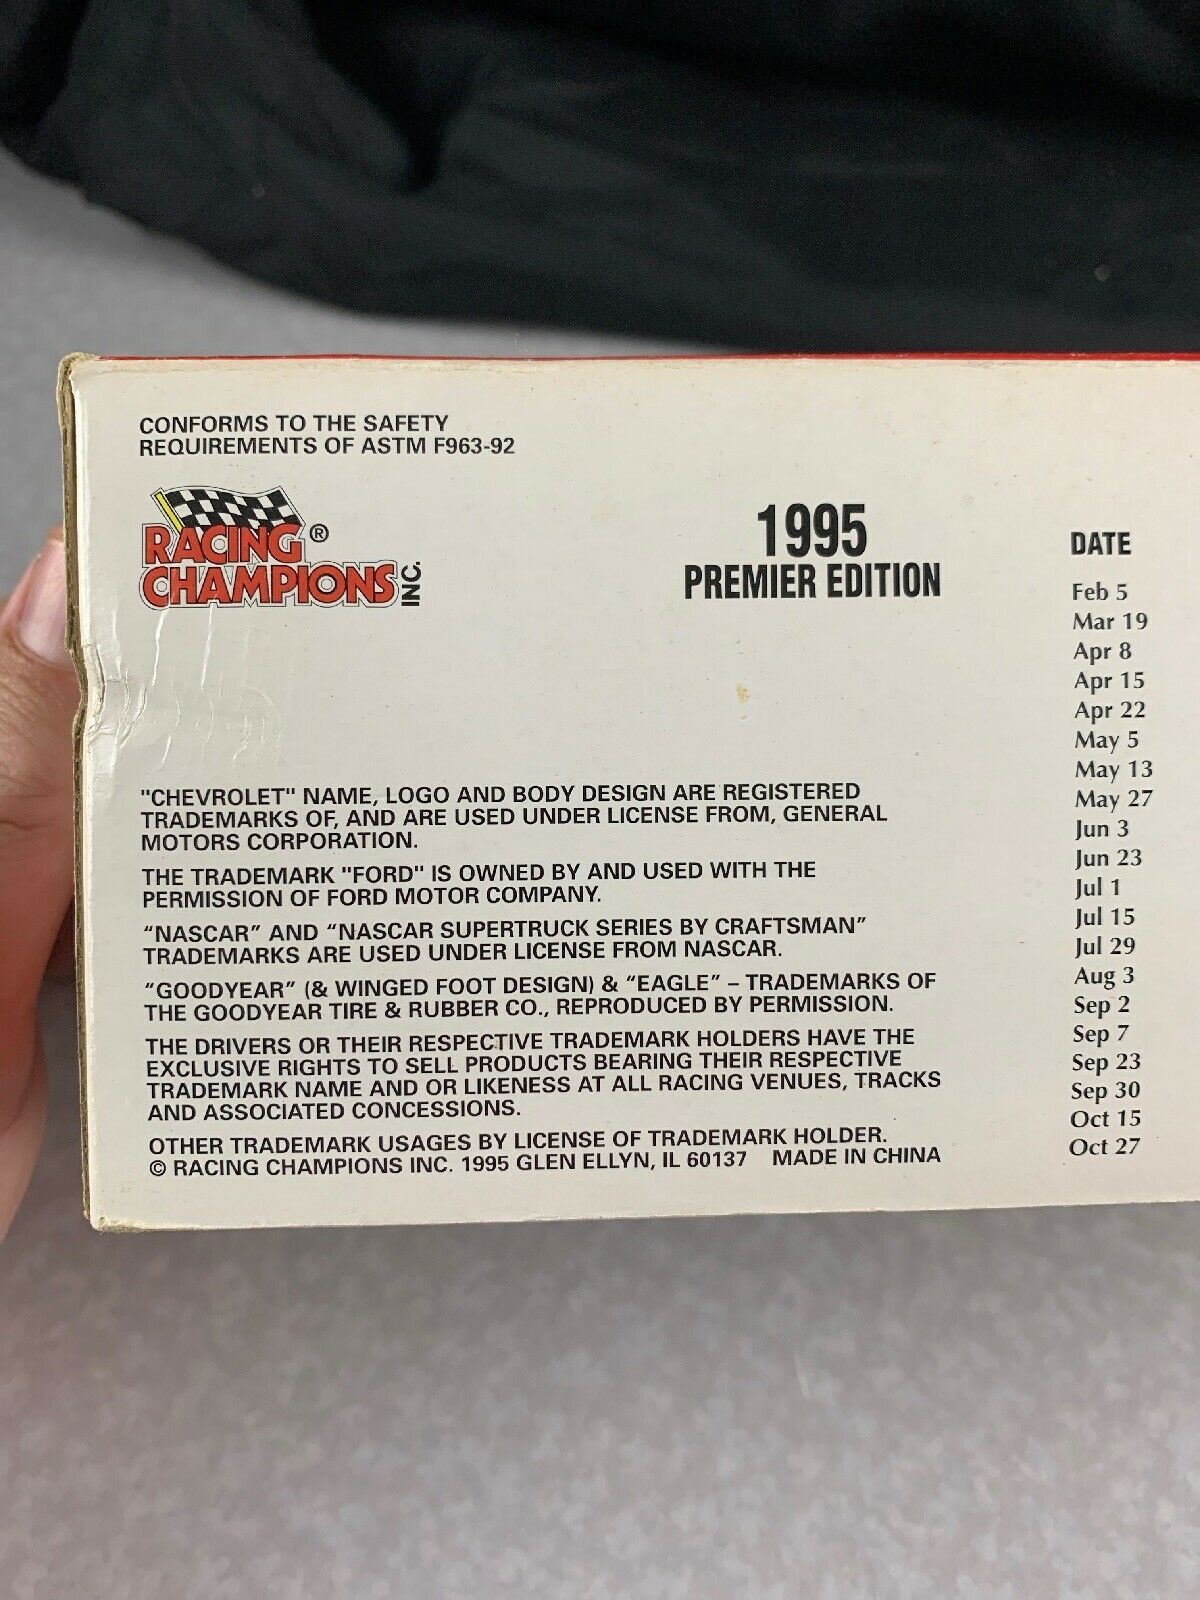 CONFORMS TO THE SAFETY
REQUIREMENTS OF ASTM F963-92
RACING ®
CHAMPIONS INC.
1995
PREMIER EDITION
"CHEVROLET" NAME, LOGO AND BODY DESIGN ARE REGISTERED
TRADEMARKS OF, AND ARE USED UNDER LICENSE FROM, GENERAL
MOTORS CORPORATION.
THE TRADEMARK "FORD" IS OWNED BY AND USED WITH THE
PERMISSION OF FORD MOTOR COMPANY.
“NASCAR” AND “NASCAR SUPERTRUCK SERIES BY CRAFTSMAN”
TRADEMARKS ARE USED UNDER LICENSE FROM NASCAR.
“GOODYEAR” (& WINGED FOOT DESIGN) & “EAGLE” – TRADEMARKS OF
THE GOODYEAR TIRE & RUBBER CO., REPRODUCED BY PERMISSION.
THE DRIVERS OR THEIR RESPECTIVE TRADEMARK HOLDERS HAVE THE
EXCLUSIVE RIGHTS TO SELL PRODUCTS BEARING THEIR RESPECTIVE
TRADEMARK NAME AND OR LIKENESS AT ALL RACING VENUES, TRACKS
AND ASSOCIATED CONCESSIONS.
OTHER TRADEMARK USAGES BY LICENSE OF TRADEMARK HOLDER.
© RACING CHAMPIONS INC. 1995 GLEN ELLYN, IL 60137 MADE IN CHINA
DATE
Feb 5
Mar 19
Apr 8
Apr 15
Apr 22
May 5
May 13
May 27
Jun 3
Jun 23
Jul 1
Jul 15
Jul 29
Aug 3
Sep 2
Sep 7
Sep 23
Sep 30
Oct 15
Oct 27